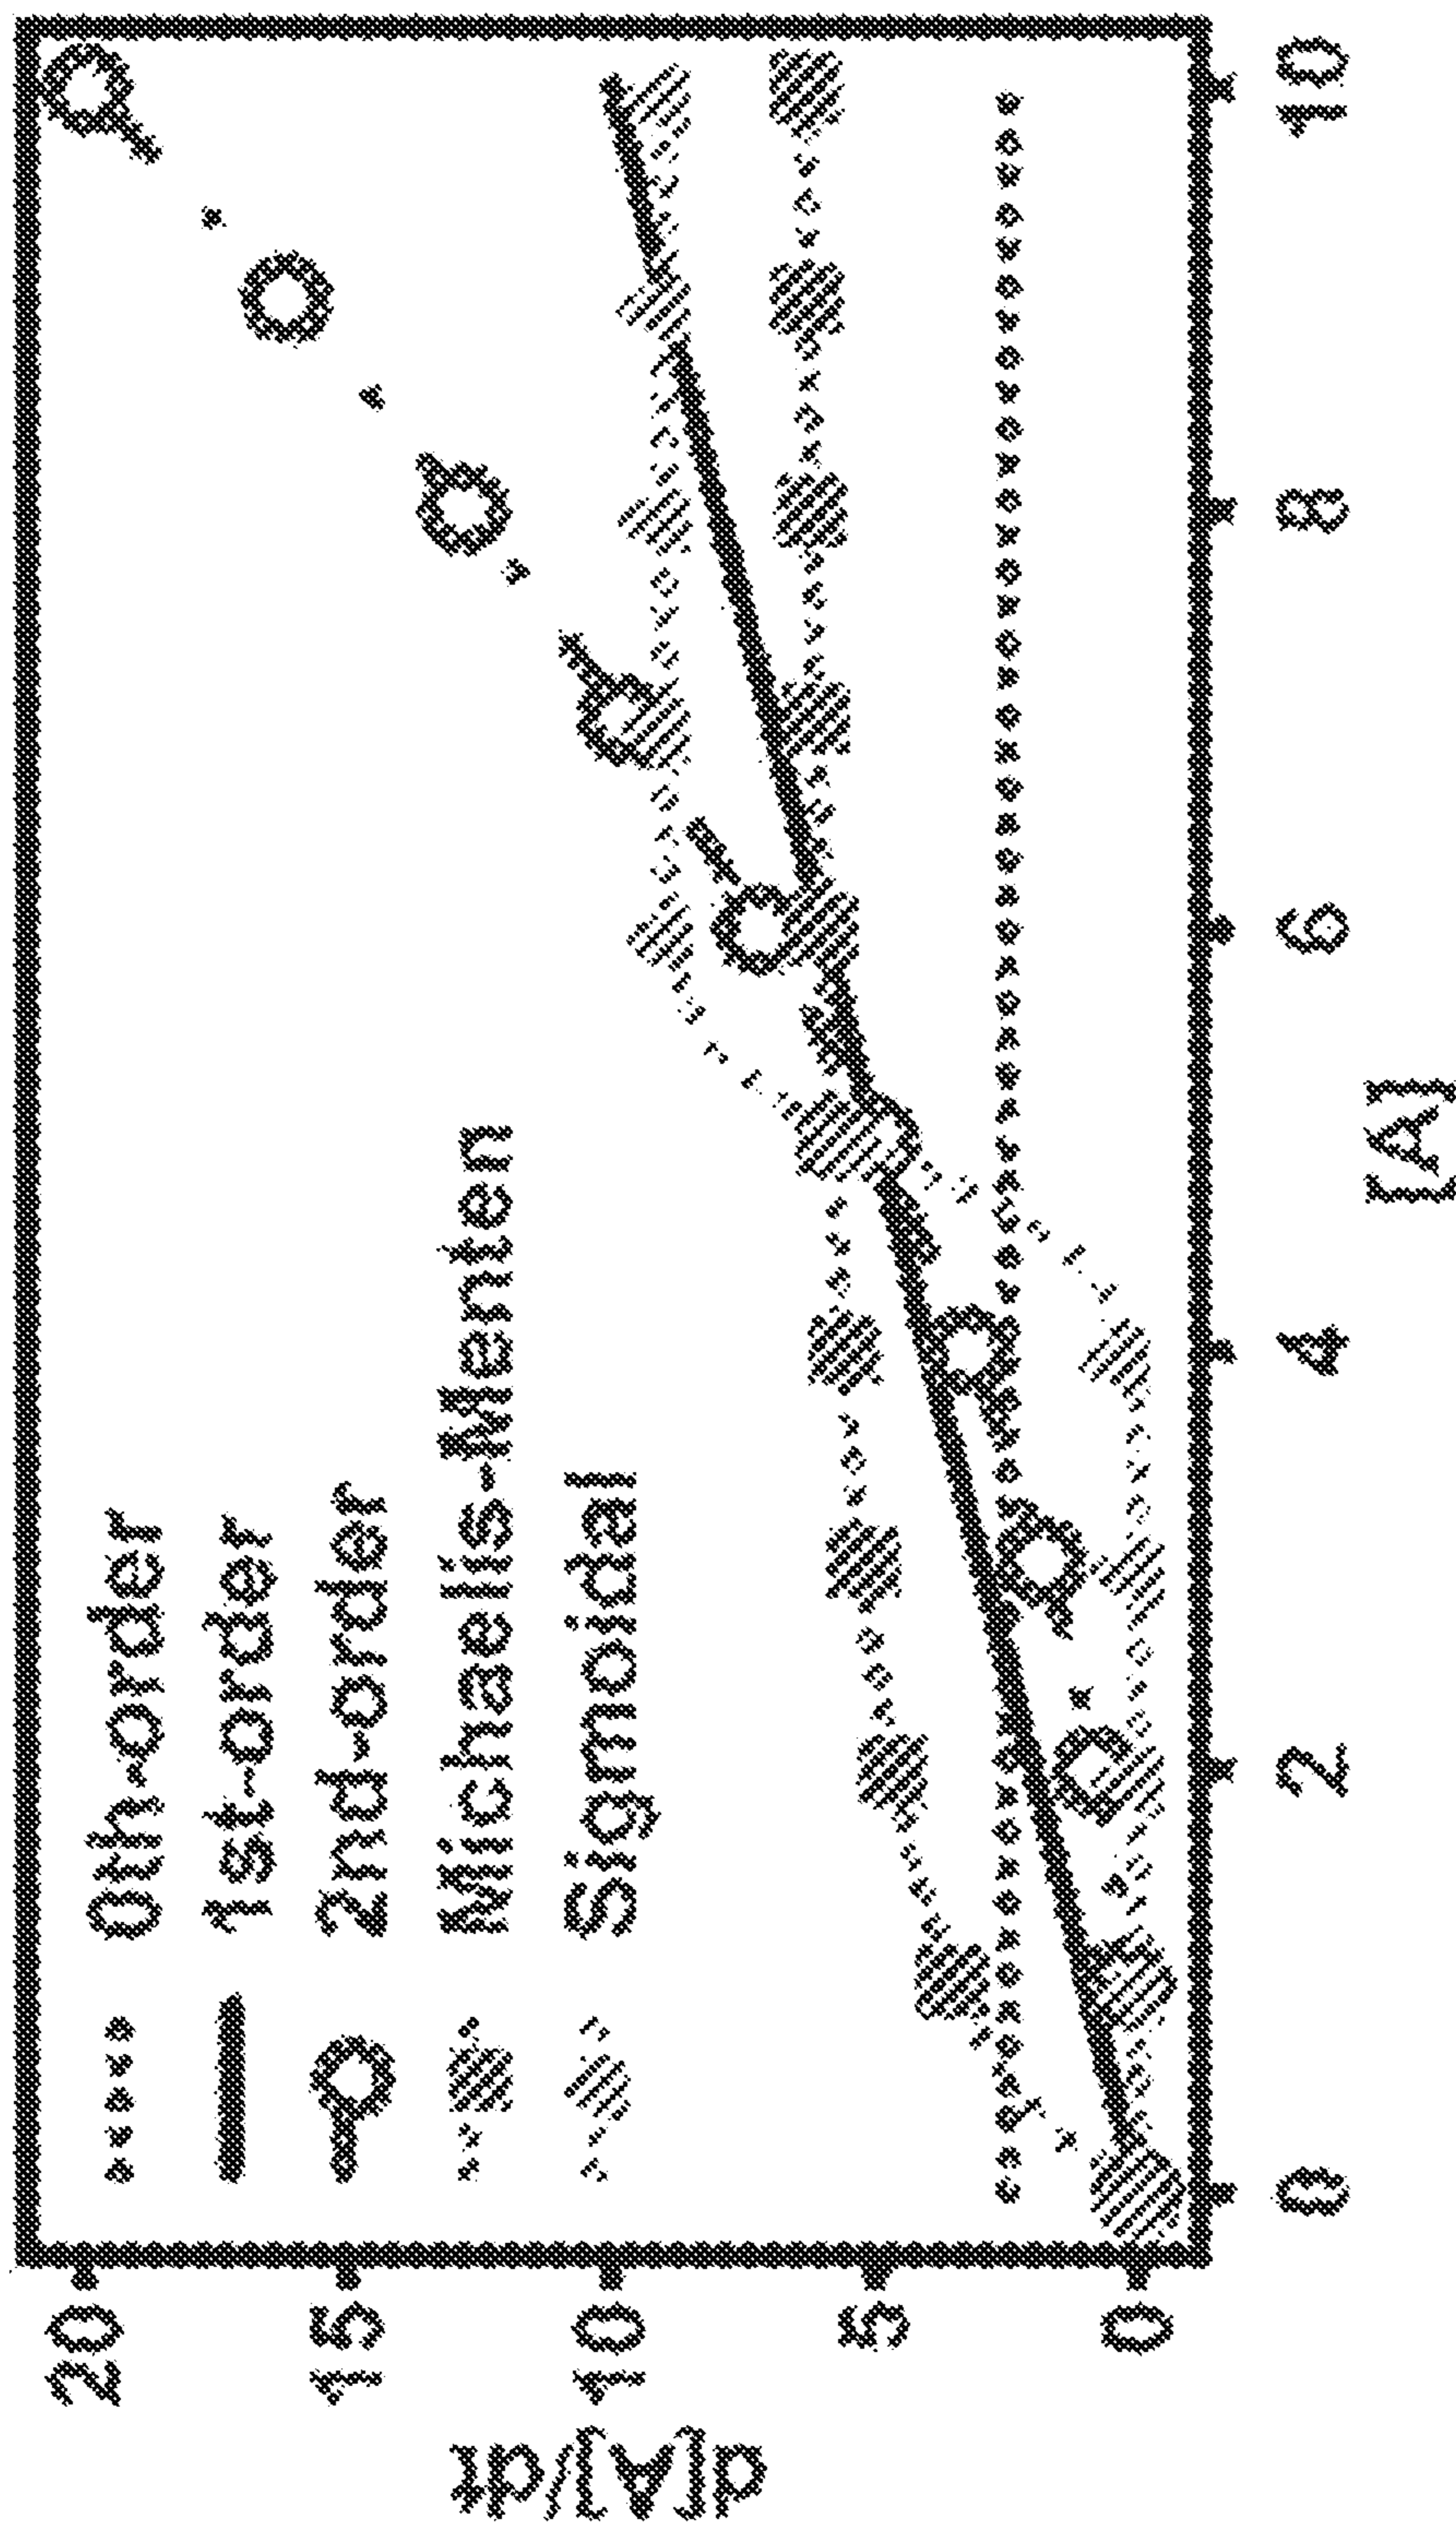 d[A]/dt
20
15
10
5
0
0th-order
1st-order
2nd-order
Michaelis-Menten
Sigmoidal
0
2
4
6
8
10
[A]